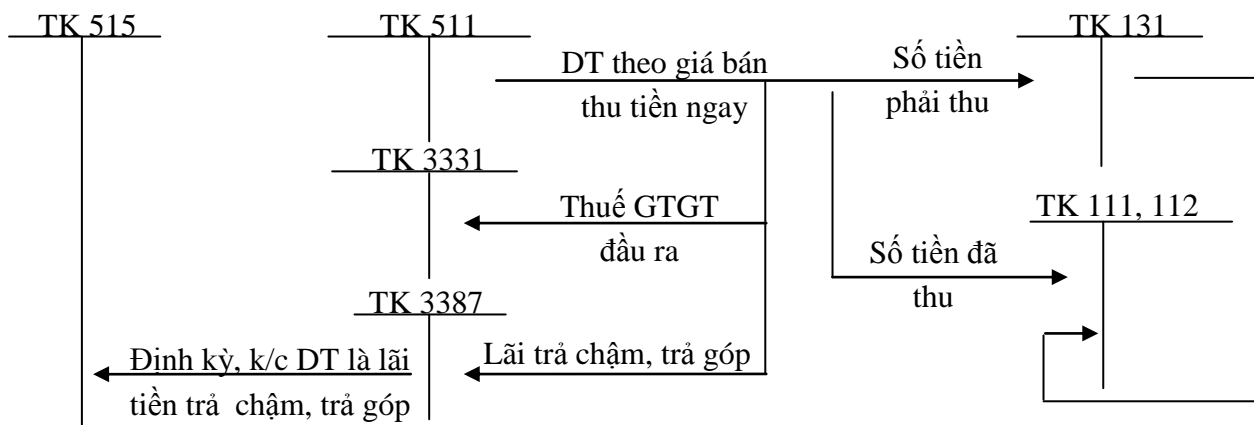 TK 515
TK 511
TK 131
DT theo giá bán
thu tiền ngay
Số tiền
phải thu
TK 3331
Thuế GTGT
đầu ra
TK 111, 112
Số tiền đã
thu
TK 3387
Định kỳ, k/c DT là lãi
tiền trả chậm, trả góp
Lãi trả chậm, trả góp